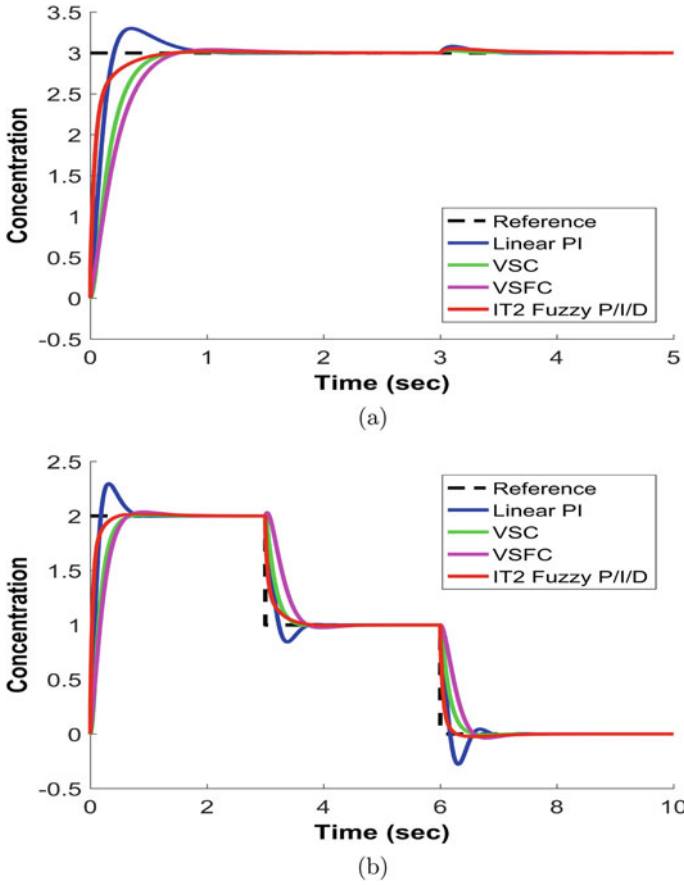 3.5
3
2.5
2
1.5
1
0.5
0
-0.5
Concentration
Reference
Linear PI
VSC
VSFC
IT2 Fuzzy P/I/D
0 1 2 3 4 5
Time (sec)
(a)
2.5
2
1.5
1
0.5
0
-0.5
Concentration
Reference
Linear PI
VSC
VSFC
IT2 Fuzzy P/I/D
0 2 4 6 8 10
Time (sec)
(b)